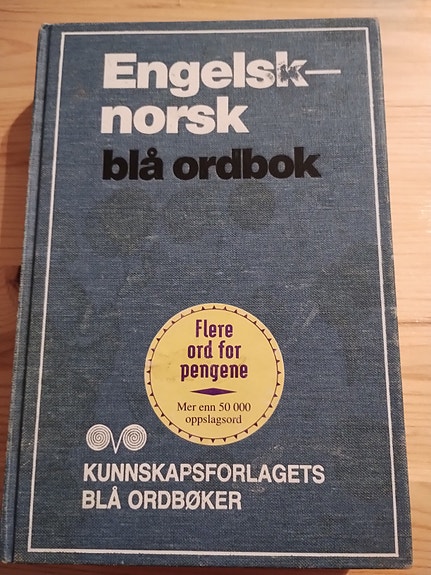 Engelsk–
norsk
blå ordbok
Flere
ord for
pengene
Mer enn 50 000
oppslagsord
KUNNSKAPSFORLAGETS
BLÅ ORDBØKER